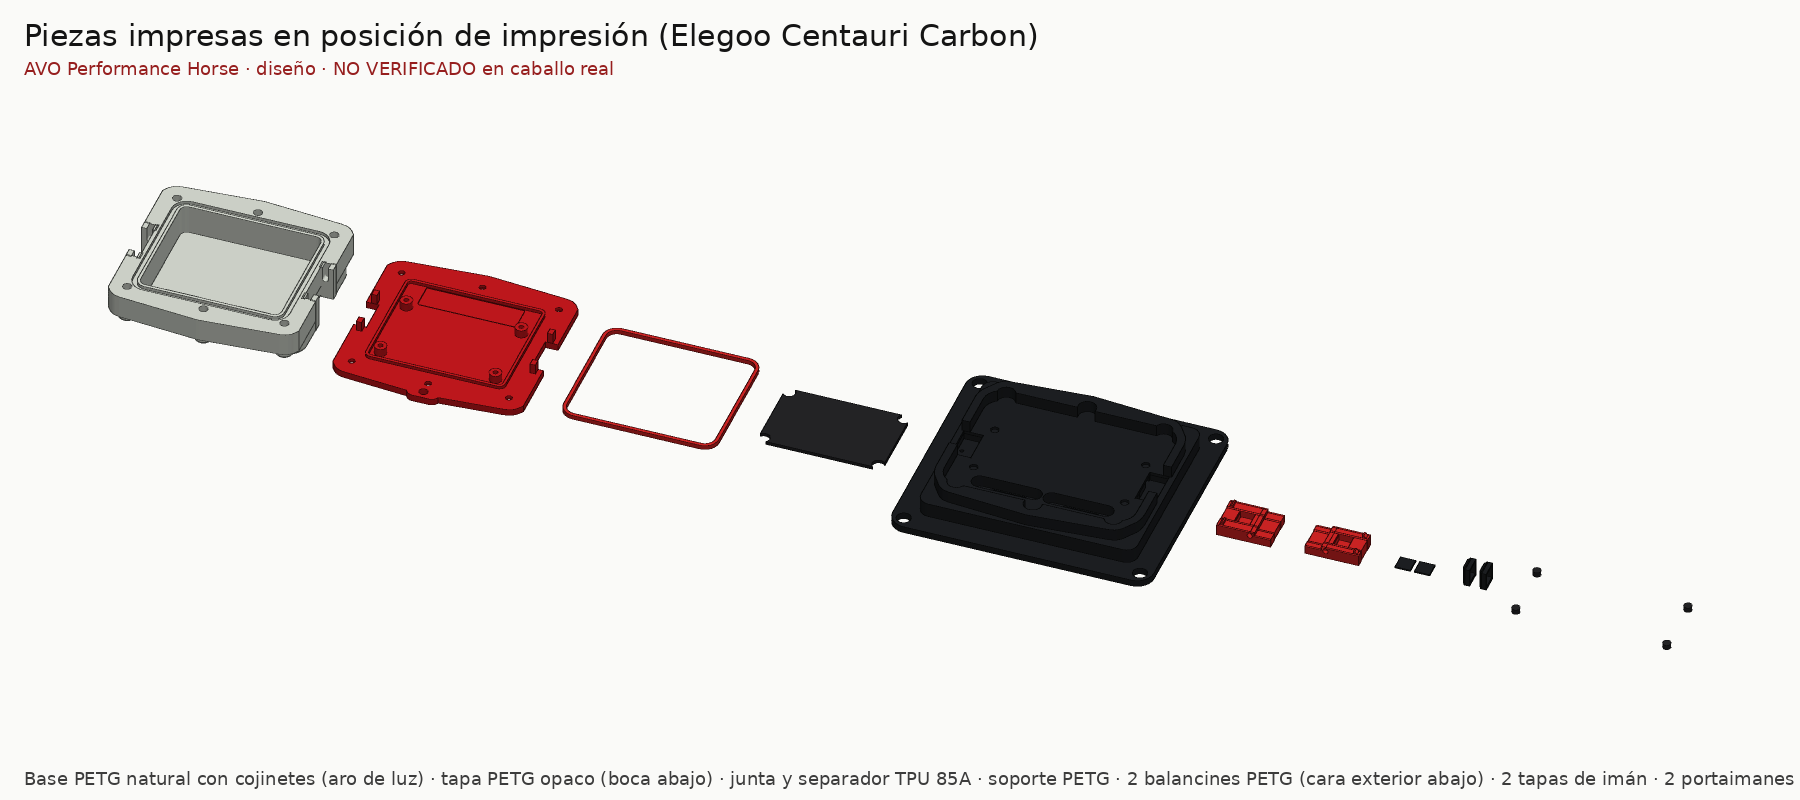 Piezas impresas en posición de impresión (Elegoo Centauri Carbon)
AVO Performance Horse · diseño · NO VERIFICADO en caballo real
Base PETG natural con cojinetes (aro de luz) · tapa PETG opaco (boca abajo) · junta y separador TPU 85A · soporte PETG · 2 balancines PETG (cara exterior abajo) · 2 tapas de imán · 2 portaimanes